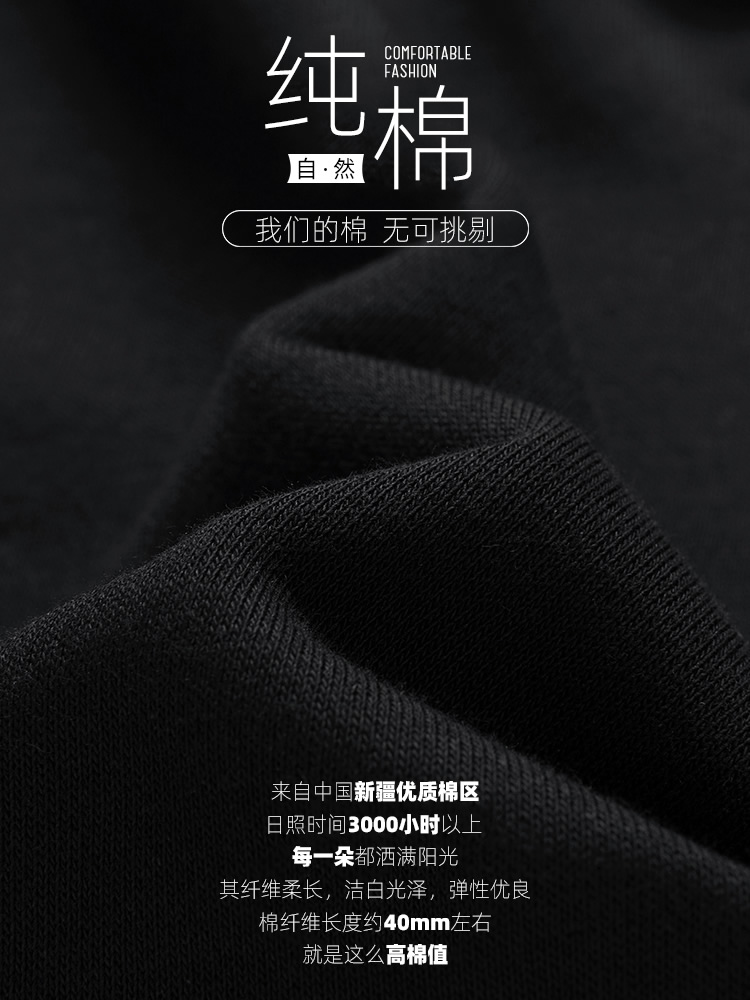 纯棉
COMFORTABLE
FASHION
自·然
我们的棉 无可挑剔
来自中国新疆优质棉区
日照时间3000小时以上
每一朵都洒满阳光
其纤维柔长，洁白光泽，弹性优良
棉纤维长度约40mm左右
就是这么高棉值